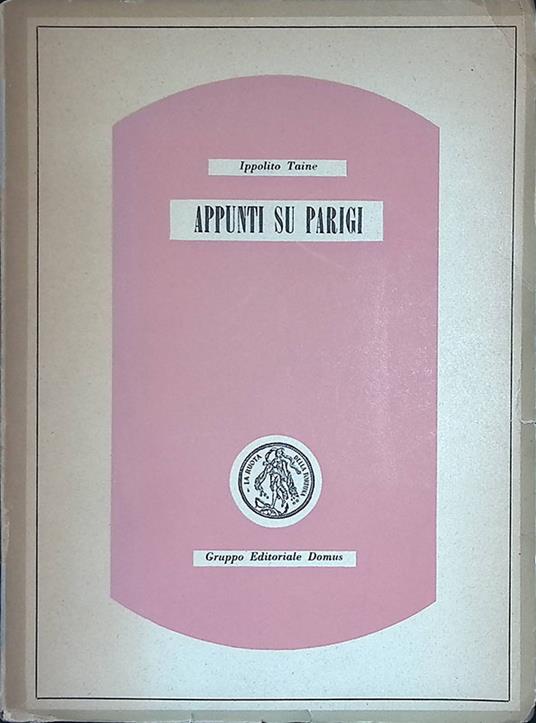 Ippolito Taine
APPUNTI SU PARIGI
LA RUOTA DELLA FORTUNA
Gruppo Editoriale Domus